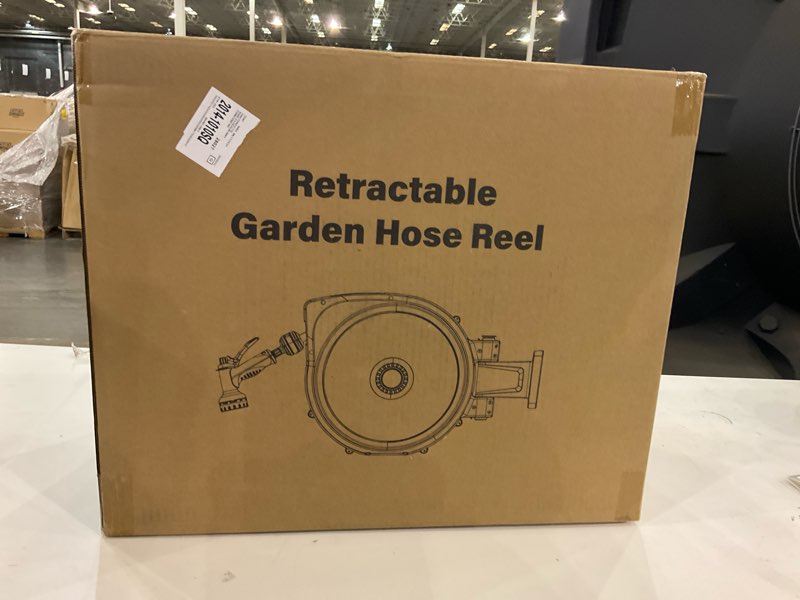 Retractable
Garden Hose Reel